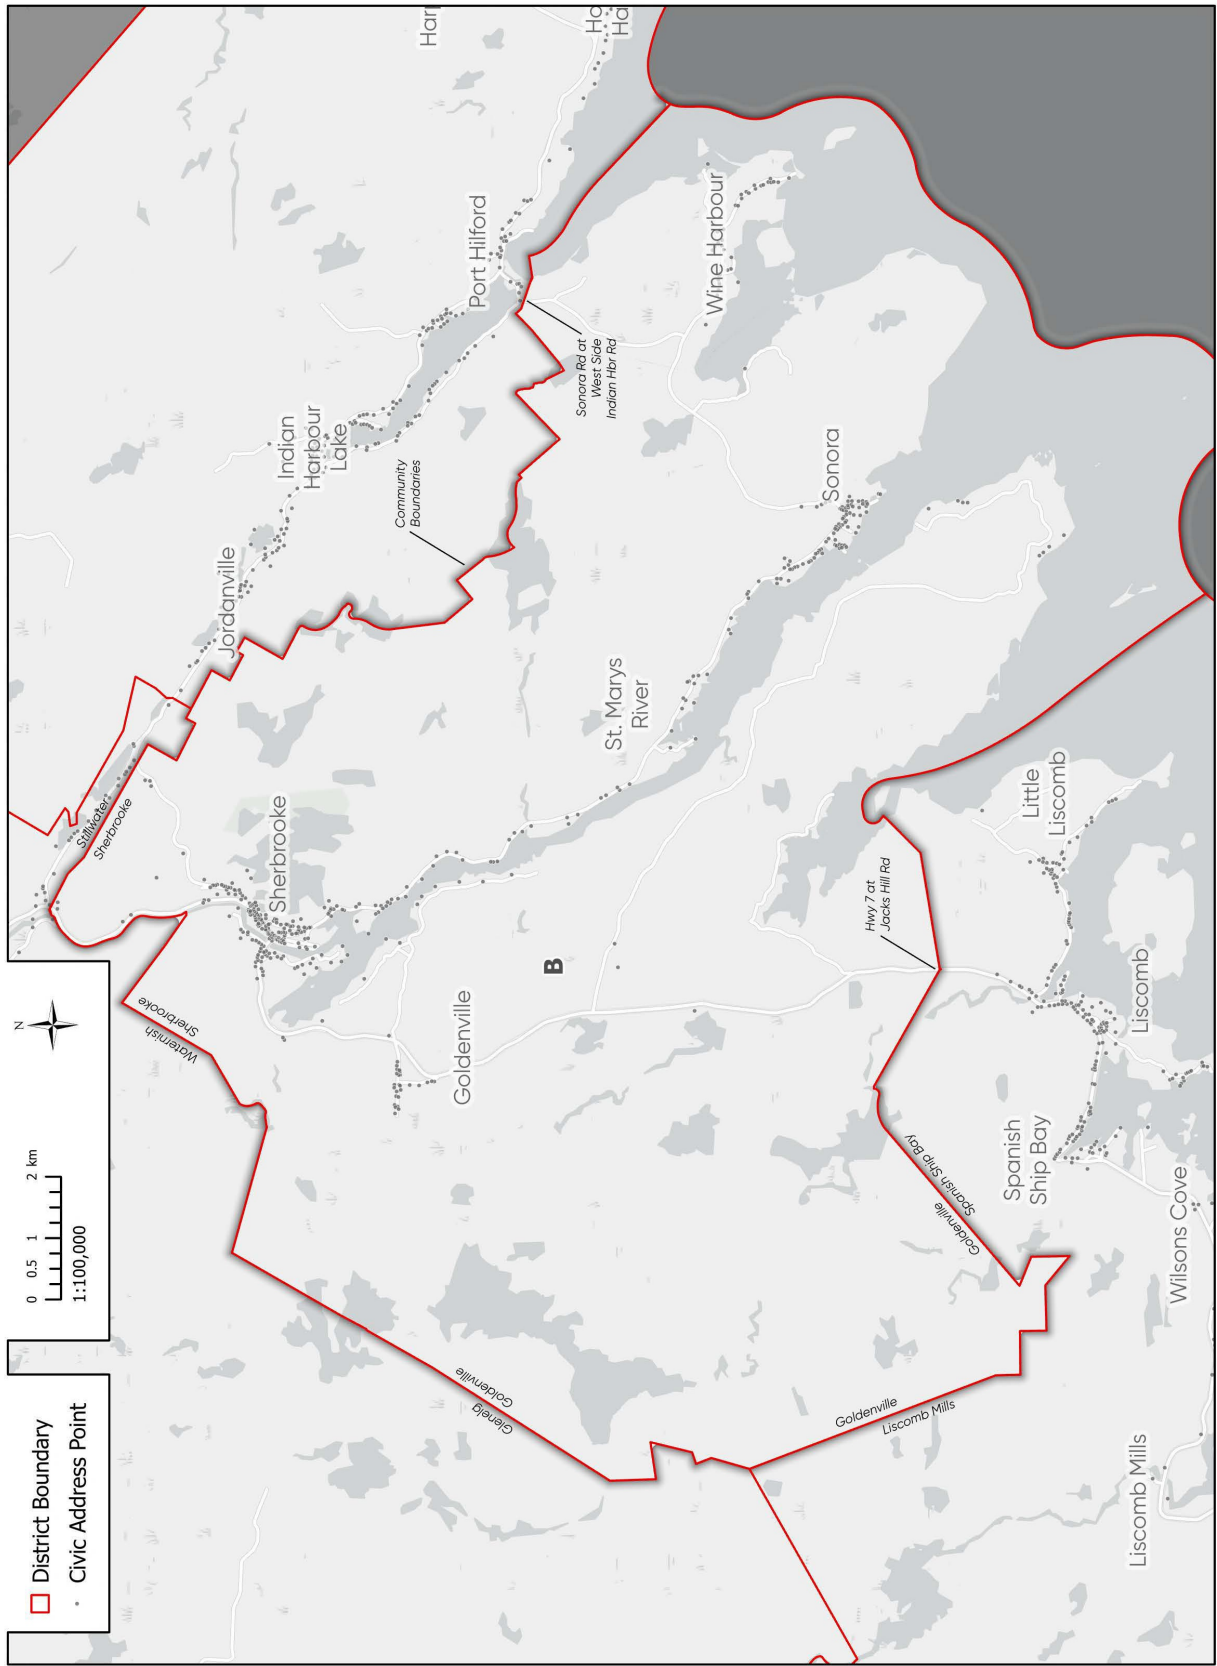 District Boundary
Civic Address Point
0 0.5 1 2 km
1:100,000
N
Stillwater
Sherbrooke
Waternish
Sherbrooke
Jordanville
Indian
Harbour
Lake
Port Hilford
Harp
Ho
Ha
Sherbrooke
Community
Boundaries
Sonora Rd at
West Side
Indian Hbr Rd
Wine Harbour
Glenelg
Goldenville
Goldenville
B
St. Marys
River
Sonora
Goldenville
Liscomb Mills
Goldenville
Spanish Ship Bay
Hwy 7 at
Jacks Hill Rd
Little
Liscomb
Spanish
Ship Bay
Liscomb
Liscomb Mills
Wilsons Cove